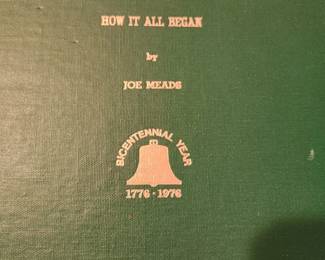 HOW IT ALL BEGAN
by
JOE MEADS
BICENTENNIAL YEAR
1776 · 1976